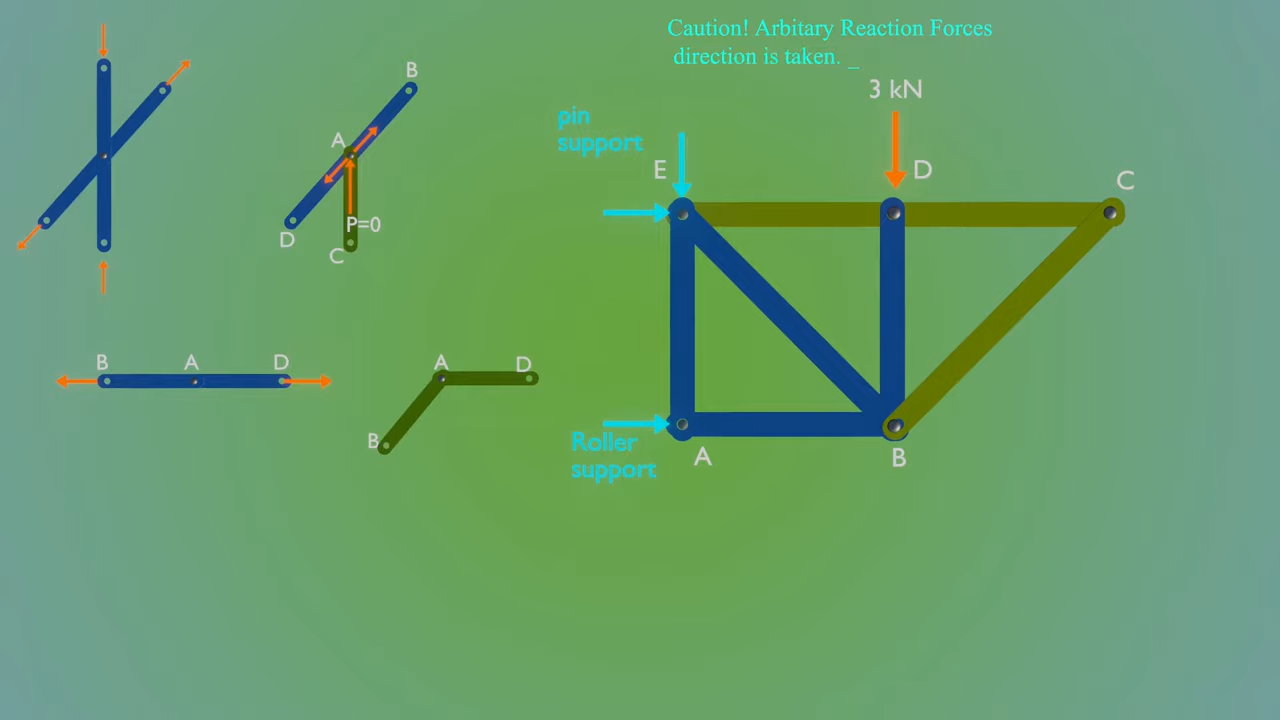 Caution! Arbitary Reaction Forces
direction is taken. _
3 kN
pin
support
E
D
C
B
A
P=0
D
C
B
A
D
A
D
B
Roller
support
A
B